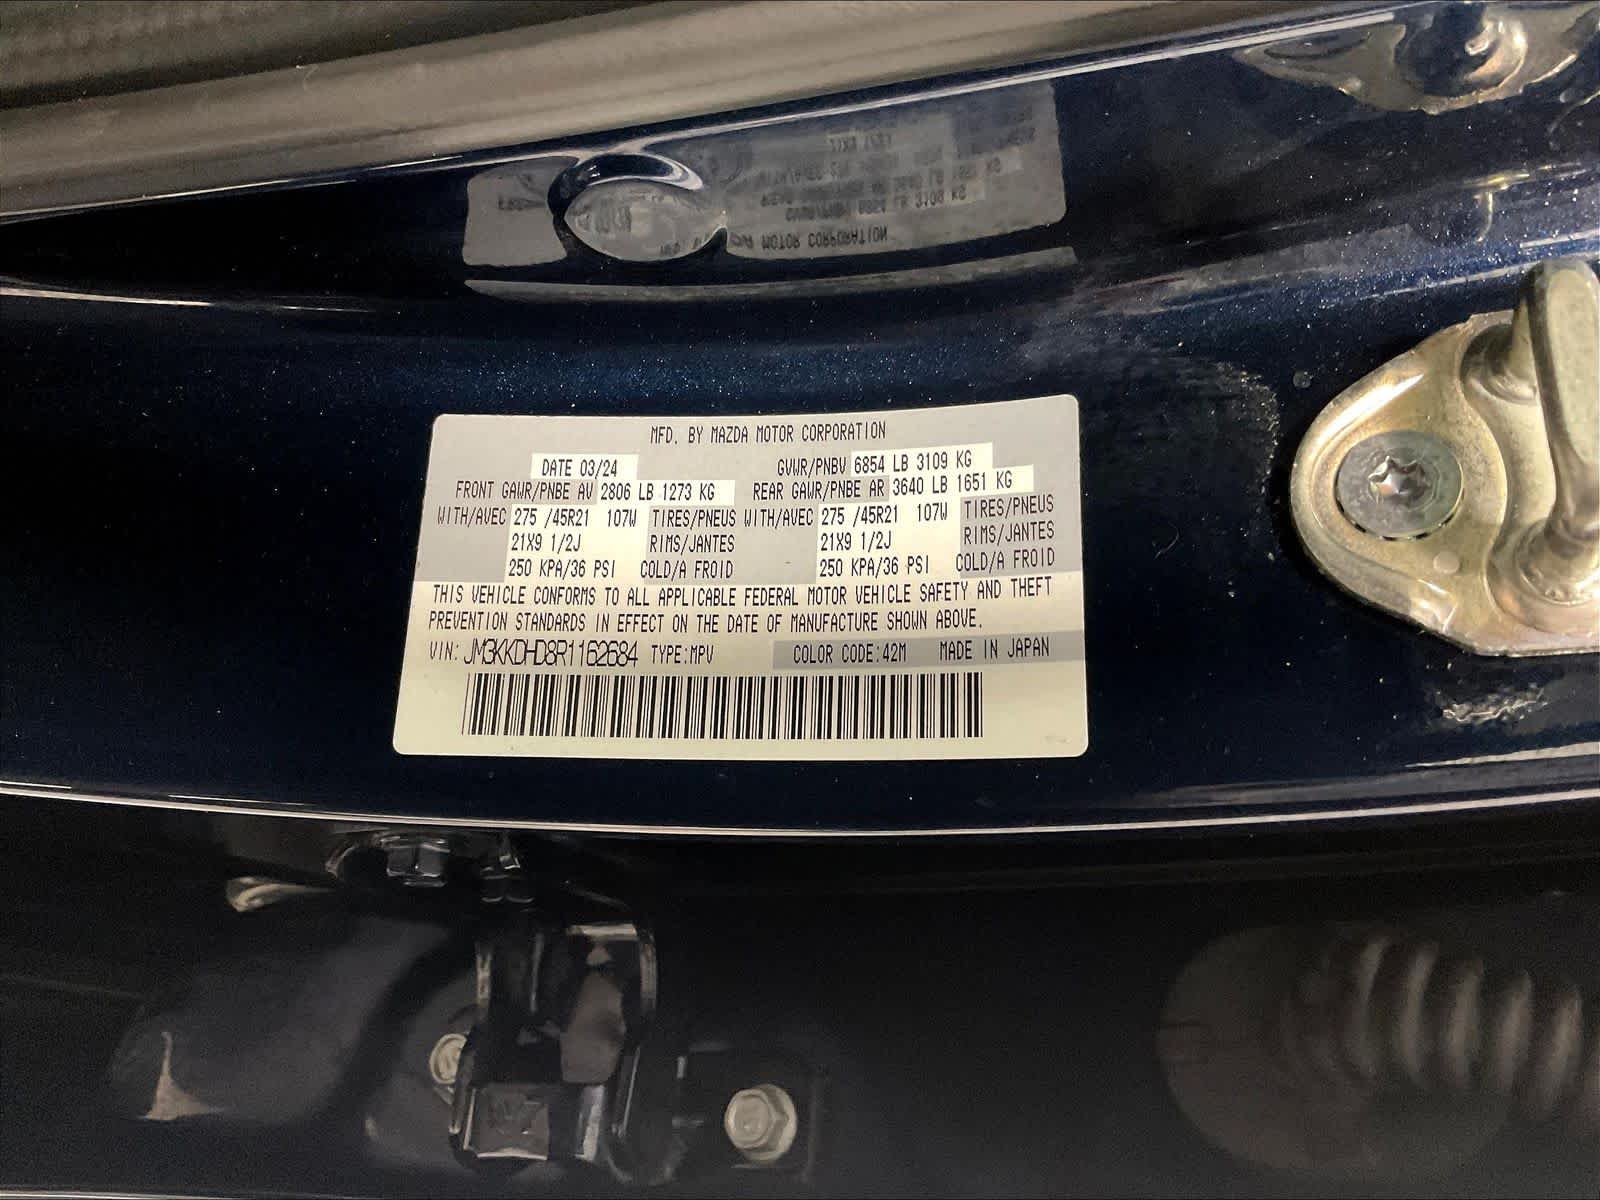 MFD. BY MAZDA MOTOR CORPORATION
DATE 03/24 GVWR/PNBV 6854 LB 3109 KG
FRONT GAWR/PNBE AV 2806 LB 1273 KG REAR GAWR/PNBE AR 3640 LB 1651 KG
WITH/AVEC 275 /45R21 107W TIRES/PNEUS WITH/AVEC 275 /45R21 107W TIRES/PNEUS
21X9 1/2J RIMS/JANTES 21X9 1/2J RIMS/JANTES
250 KPA/36 PSI COLD/A FROID 250 KPA/36 PSI COLD/A FROID
THIS VEHICLE CONFORMS TO ALL APPLICABLE FEDERAL MOTOR VEHICLE SAFETY AND THEFT
PREVENTION STANDARDS IN EFFECT ON THE DATE OF MANUFACTURE SHOWN ABOVE.
VIN: JM3KKDHD8R1162684 TYPE:MPV COLOR CODE:42M MADE IN JAPAN